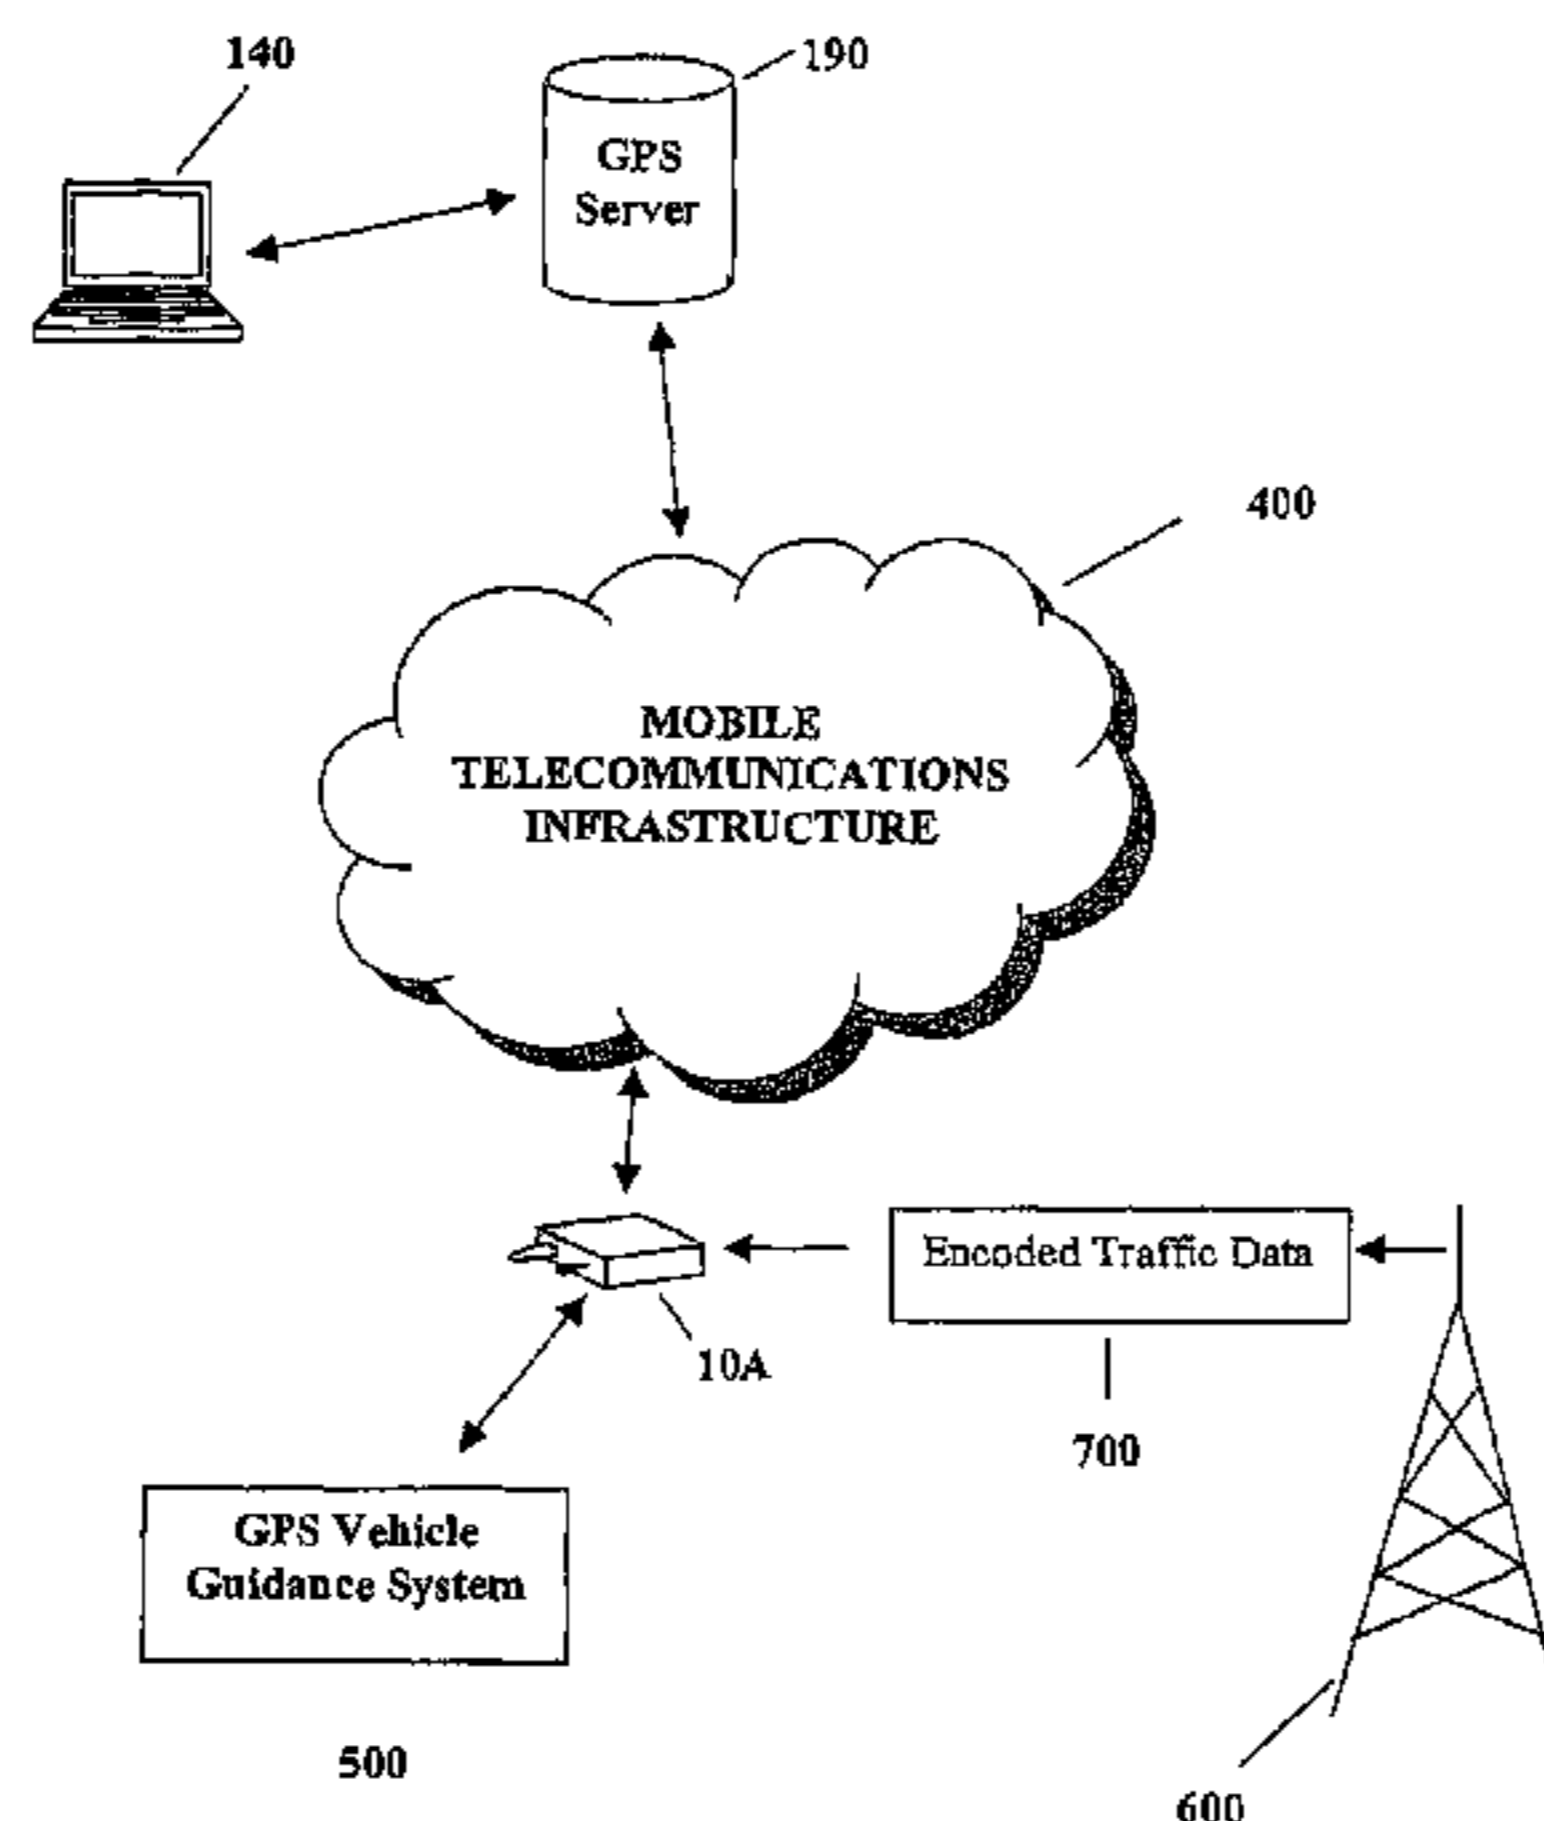 140
190
GPS
Server
400
MOBILE
TELECOMMUNICATIONS
INFRASTRUCTURE
Encoded Traffic Data
10A
700
GPS Vehicle
Guidance System
500
600